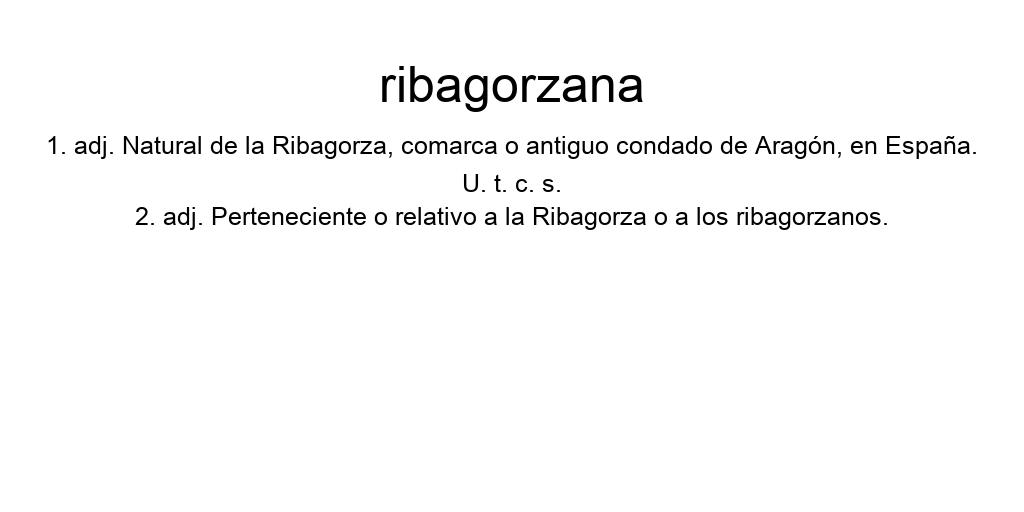 ribagorzana
1. adj. Natural de la Ribagorza, comarca o antiguo condado de Aragón, en España.
U. t. c. s.
2. adj. Perteneciente o relativo a la Ribagorza o a los ribagorzanos.